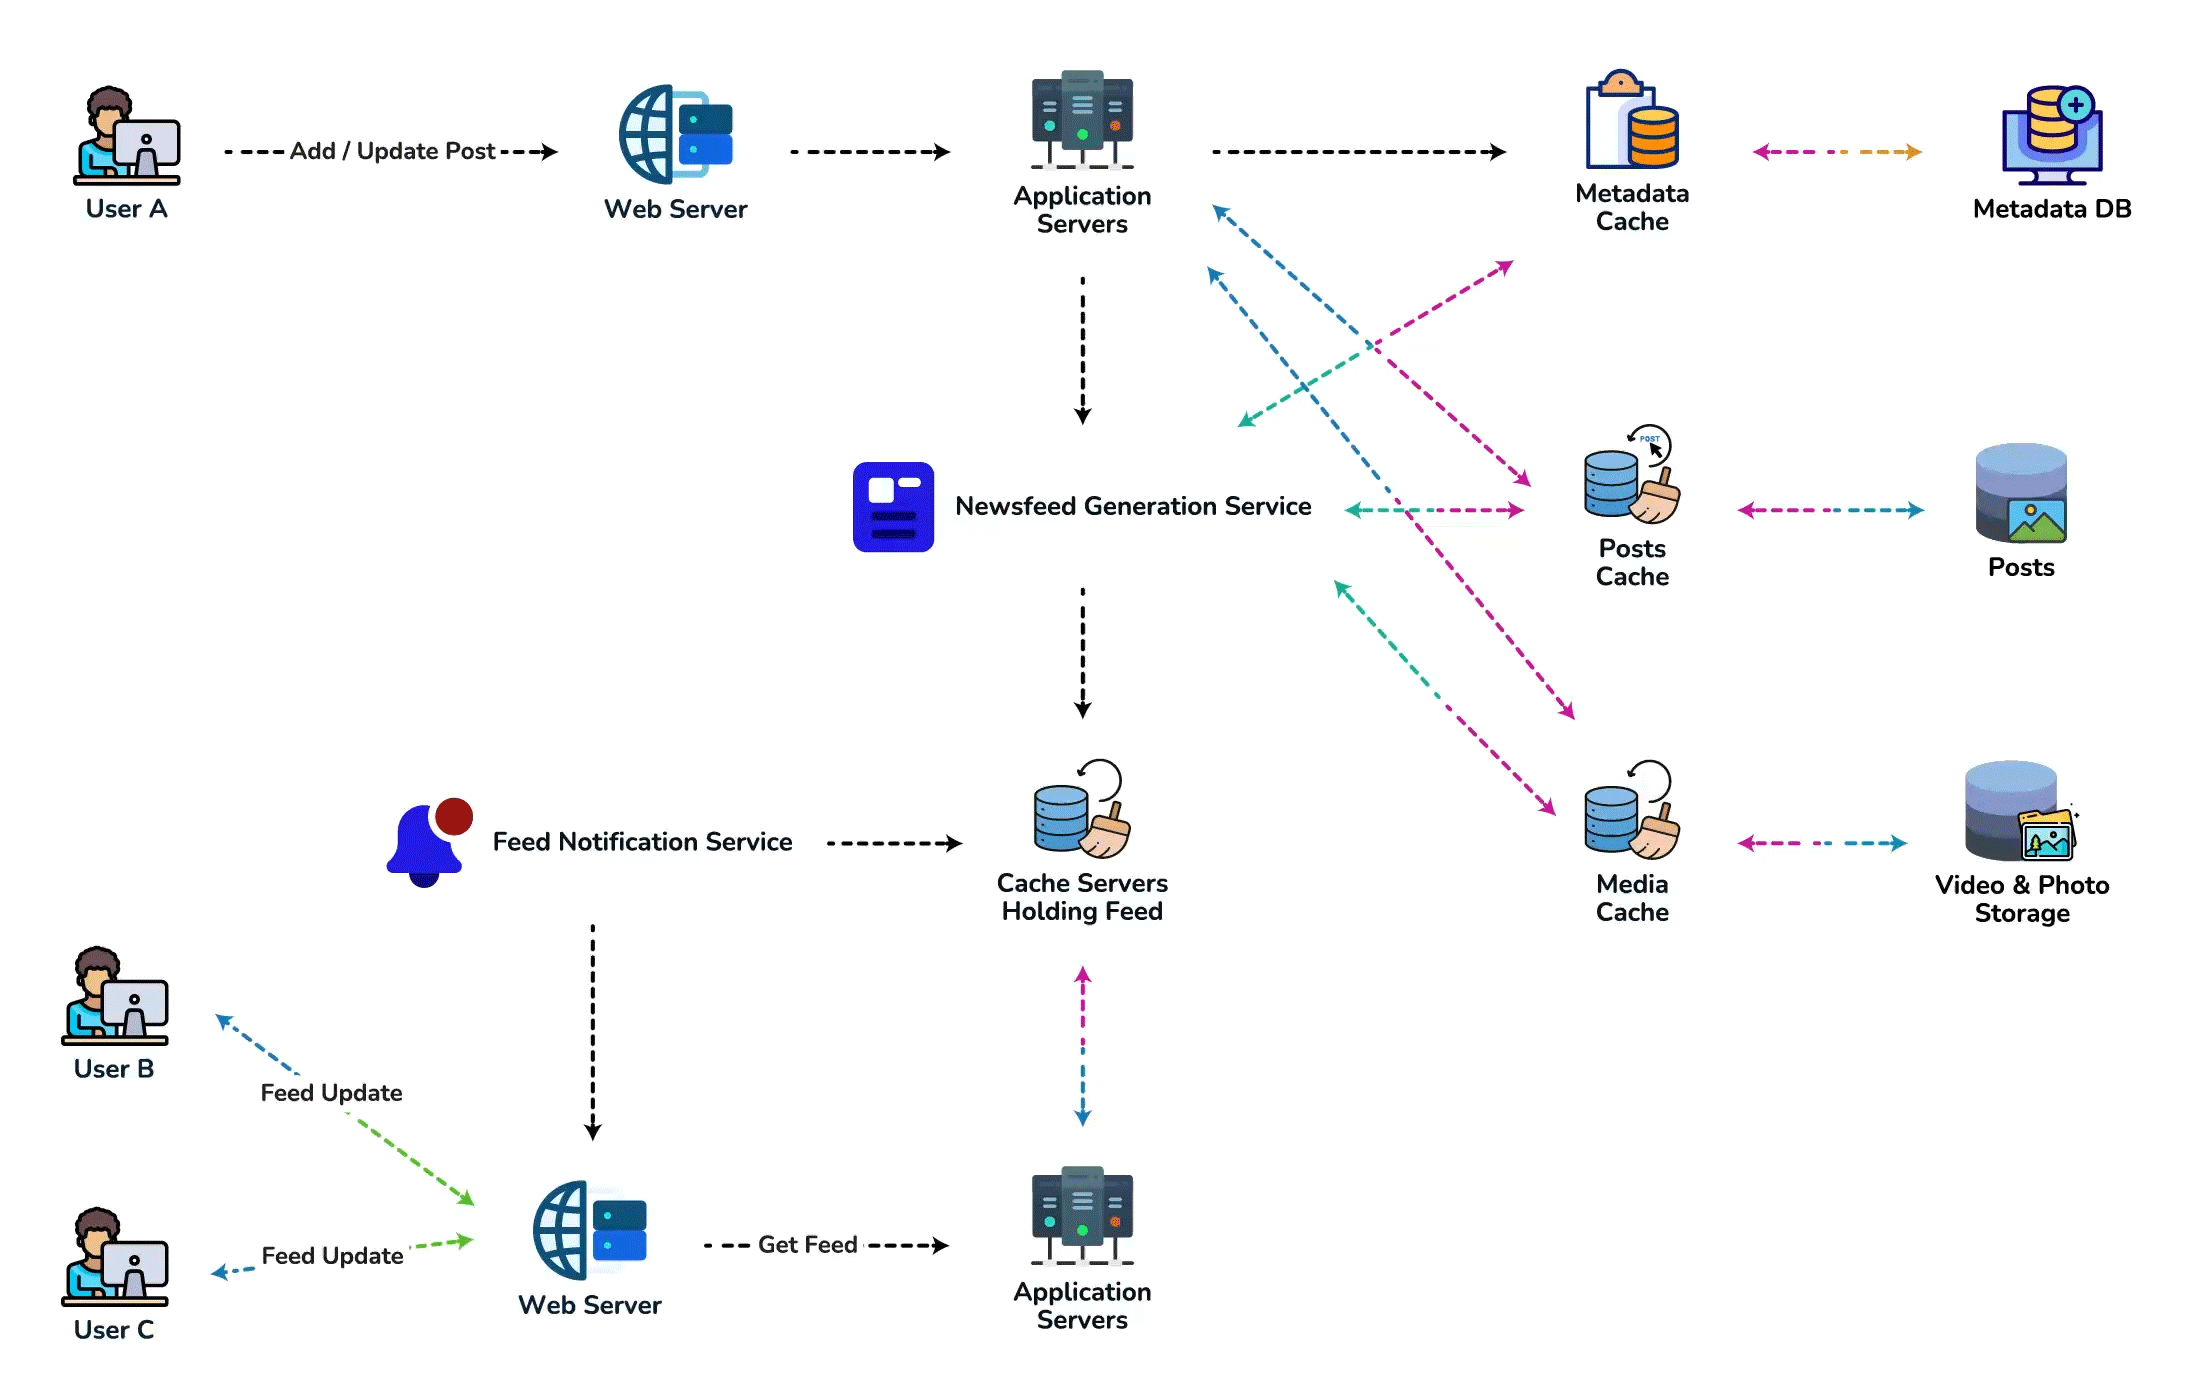 Add / Update Post
User A
Web Server
Application
Servers
Metadata
Cache
Metadata DB
POST
Newsfeed Generation Service
Posts
Cache
Posts
Feed Notification Service
Cache Servers
Holding Feed
Media
Cache
Video & Photo
Storage
User B
Feed Update
User C
Feed Update
Web Server
Get Feed
Application
Servers